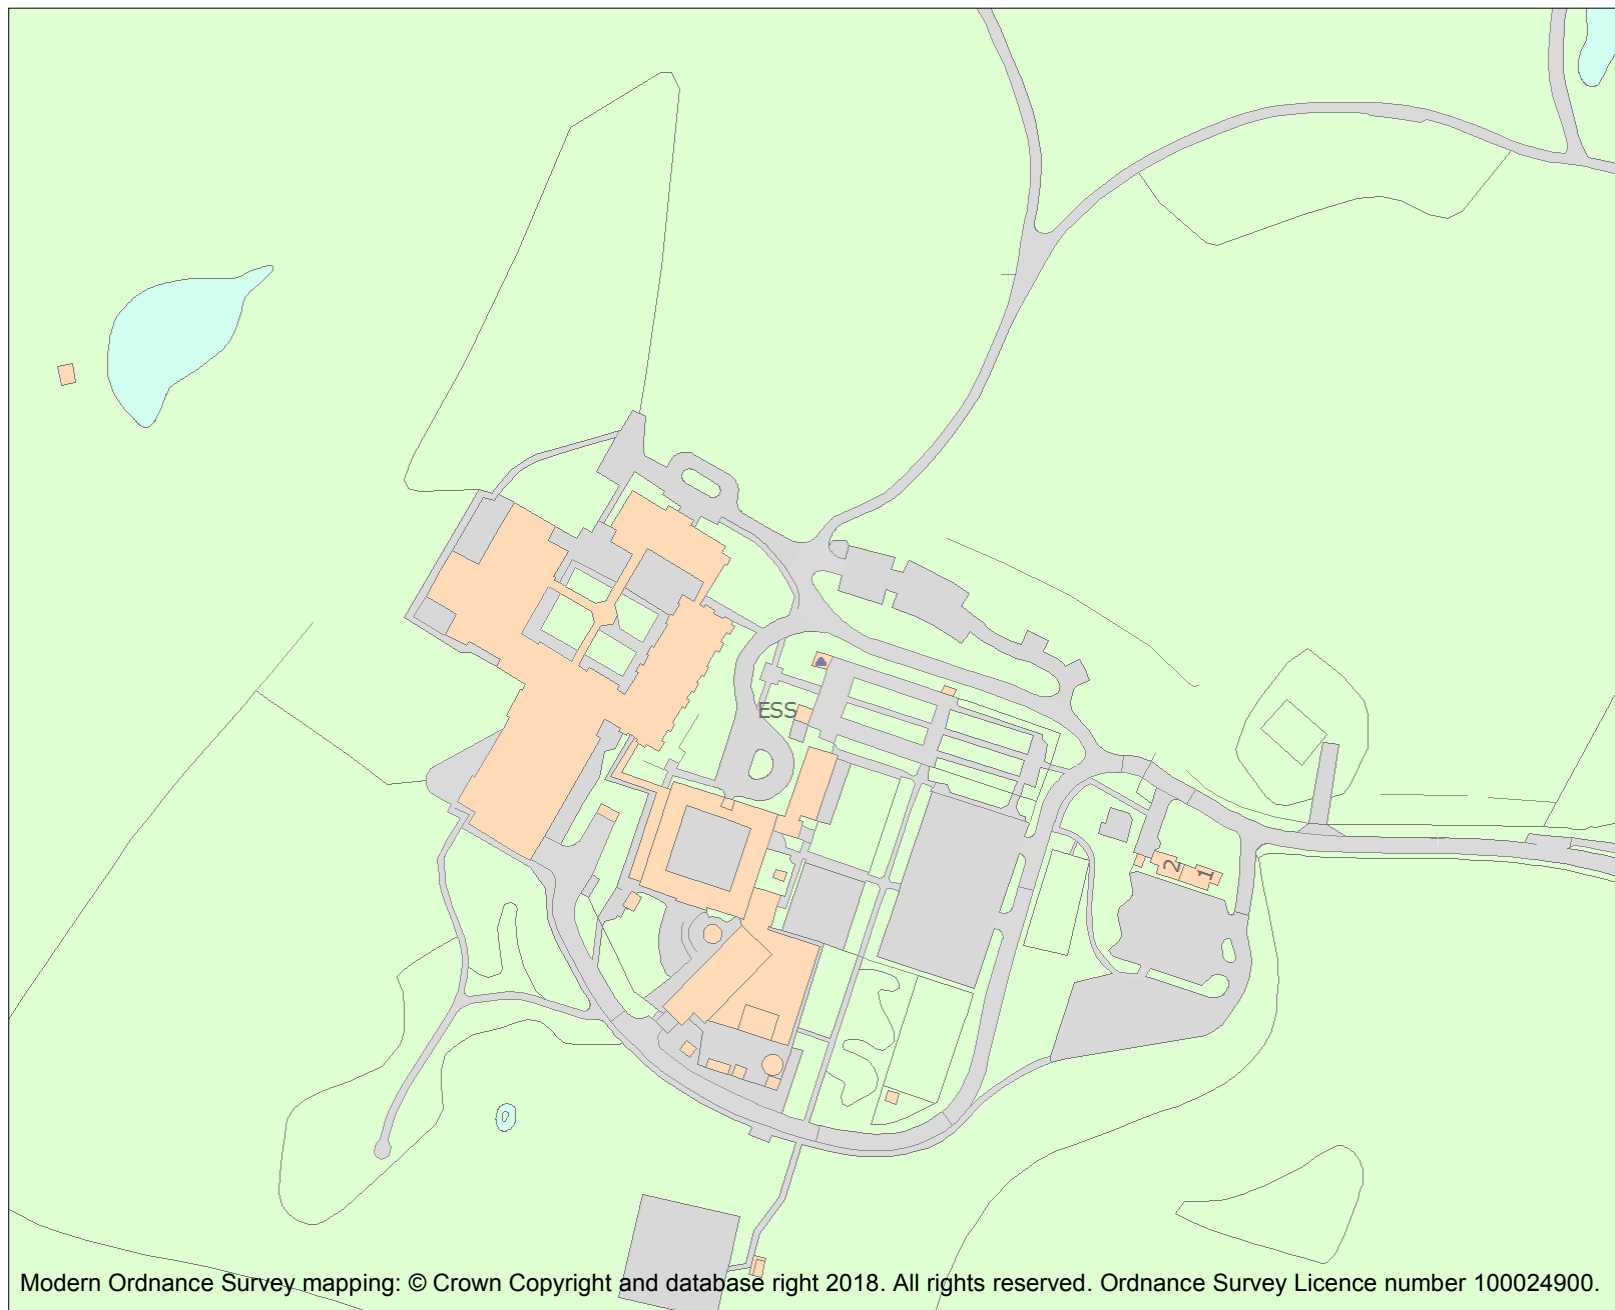 ESS
2
1
Modern Ordnance Survey mapping: © Crown Copyright and database right 2018. All rights reserved. Ordnance Survey Licence number 100024900.